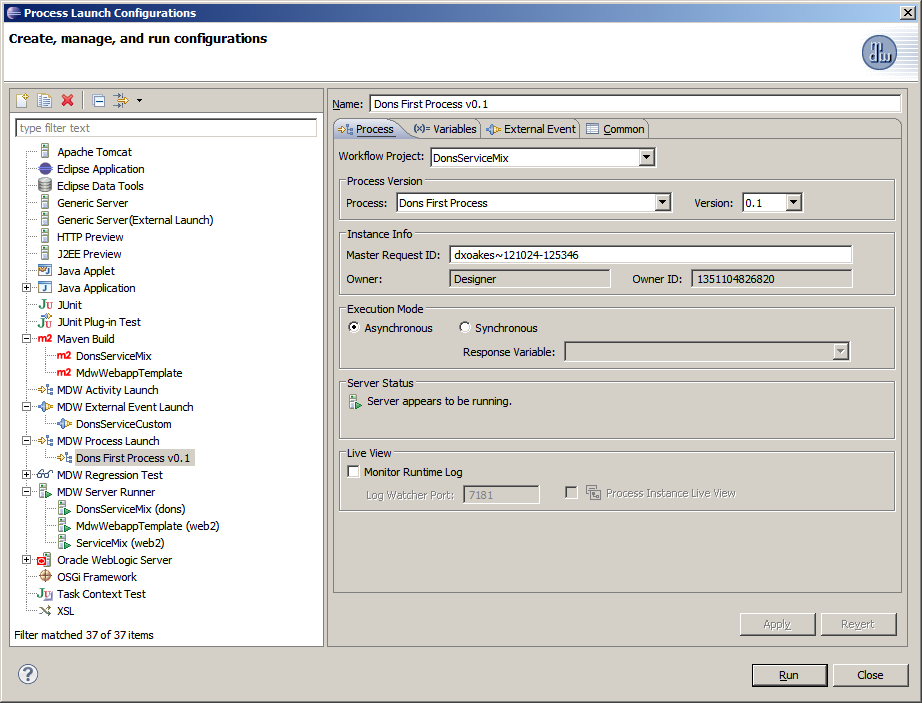 Process Launch Configurations
Create, manage, and run configurations
type filter text
Apache Tomcat
Eclipse Application
Eclipse Data Tools
Generic Server
Generic Server(External Launch)
HTTP Preview
J2EE Preview
Java Applet
Java Application
JUnit
JUnit Plug-in Test
Maven Build
DonsServiceMix
MdwWebappTemplate
MDW Activity Launch
MDW External Event Launch
DonsServiceCustom
MDW Process Launch
Dons First Process v0.1
MDW Regression Test
MDW Server Runner
DonsServiceMix (dons)
MdwWebappTemplate (web2)
ServiceMix (web2)
Oracle WebLogic Server
OSGi Framework
Task Context Test
XSL
Filter matched 37 of 37 items
Name: Dons First Process v0.1
Process (x)= Variables External Event Common
Workflow Project: DonsServiceMix
Process Version
Process: Dons First Process Version: 0.1
Instance Info
Master Request ID: dxoakes~121024-125346
Owner: Designer Owner ID: 1351104826820
Execution Mode
Asynchronous Synchronous
Response Variable:
Server Status
Server appears to be running.
Live View
Monitor Runtime Log
Log Watcher Port: 7181 Process Instance Live View
Apply Revert
? Run Close